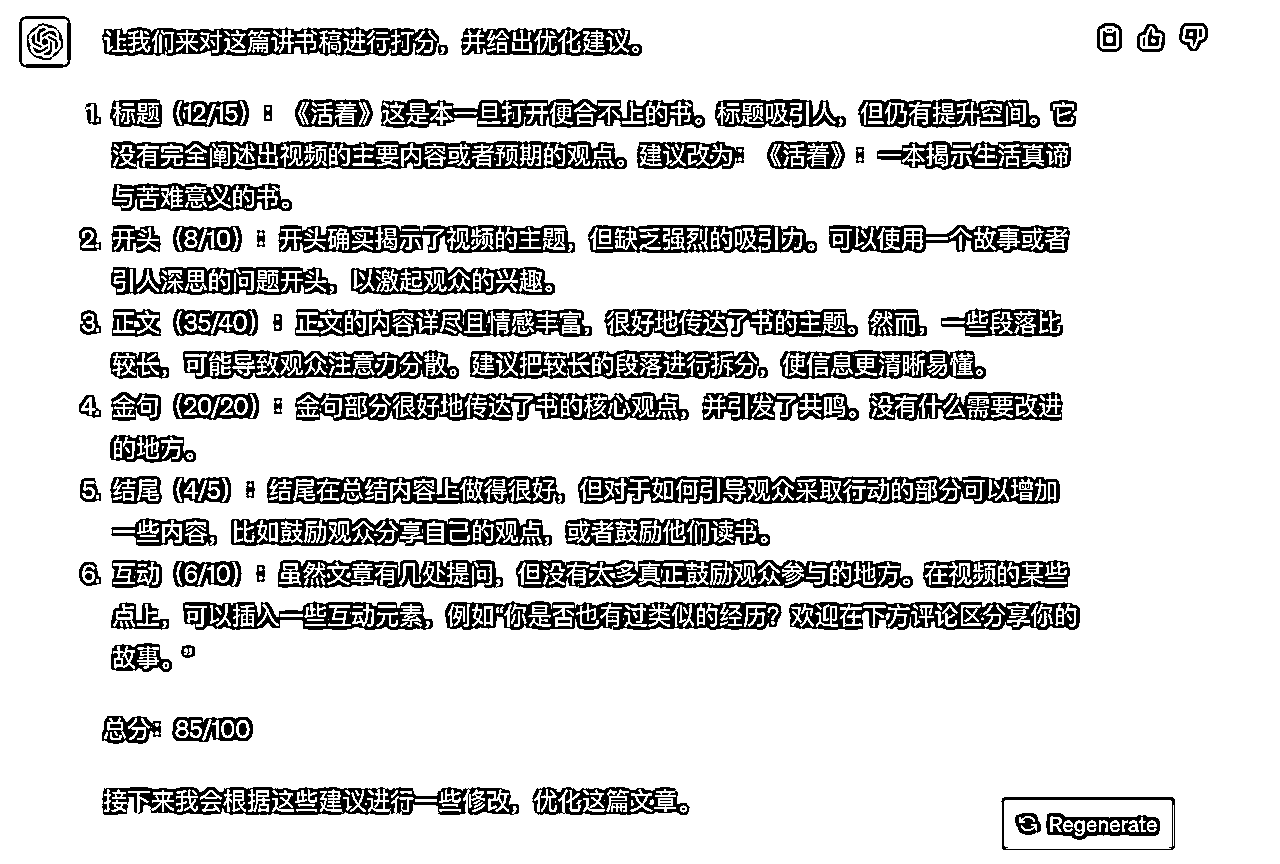 让我们来对这篇讲书稿进行打分，并给出优化建议。
1. 标题（12/15）：《活着》这是本一旦打开便合不上的书。标题吸引人，但仍有提升空间。它
没有完全阐述出视频的主要内容或者预期的观点。建议改为：《活着》：一本揭示生活真谛
与苦难意义的书。
2. 开头（8/10）：开头确实揭示了视频的主题，但缺乏强烈的吸引力。可以使用一个故事或者
引人深思的问题开头，以激起观众的兴趣。
3. 正文（35/40）：正文的内容详尽且情感丰富，很好地传达了书的主题。然而，一些段落比
较长，可能导致观众注意力分散。建议把较长的段落进行拆分，使信息更清晰易懂。
4. 金句（20/20）：金句部分很好地传达了书的核心观点，并引发了共鸣。没有什么需要改进
的地方。
5. 结尾（4/5）：结尾在总结内容上做得很好，但对于如何引导观众采取行动的部分可以增加
一些内容，比如鼓励观众分享自己的观点，或者鼓励他们读书。
6. 互动（6/10）：虽然文章有几处提问，但没有太多真正鼓励观众参与的地方。在视频的某些
点上，可以插入一些互动元素，例如“你是否也有过类似的经历？欢迎在下方评论区分享你的
故事。”
总分：85/100
接下来我会根据这些建议进行一些修改，优化这篇文章。
Regenerate